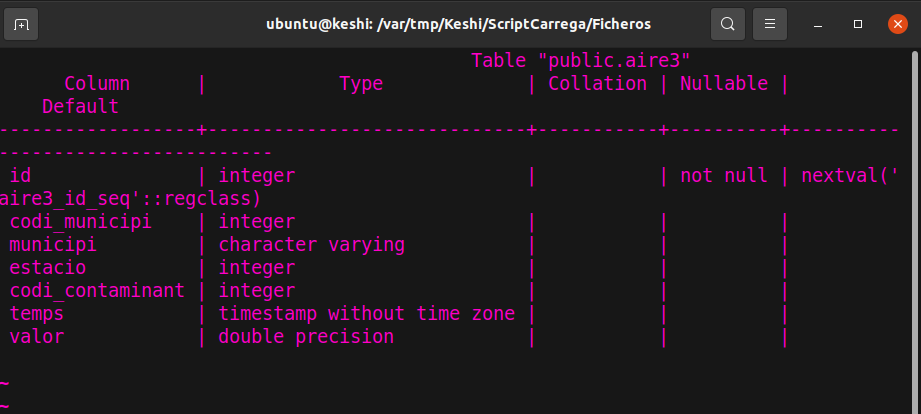 ubuntu@keshi: /var/tmp/Keshi/ScriptCarrega/Ficheros
Table "public.aire3"
Column | Type | Collation | Nullable |
Default
------------------+-----------------------------+-----------+----------+----------
-------------------------
id | integer | | not null | nextval('
aire3_id_seq'::regclass)
codi_municipi | integer | | |
municipi | character varying | | |
estacio | integer | | |
codi_contaminant | integer | | |
temps | timestamp without time zone | | |
valor | double precision | | |
~
~